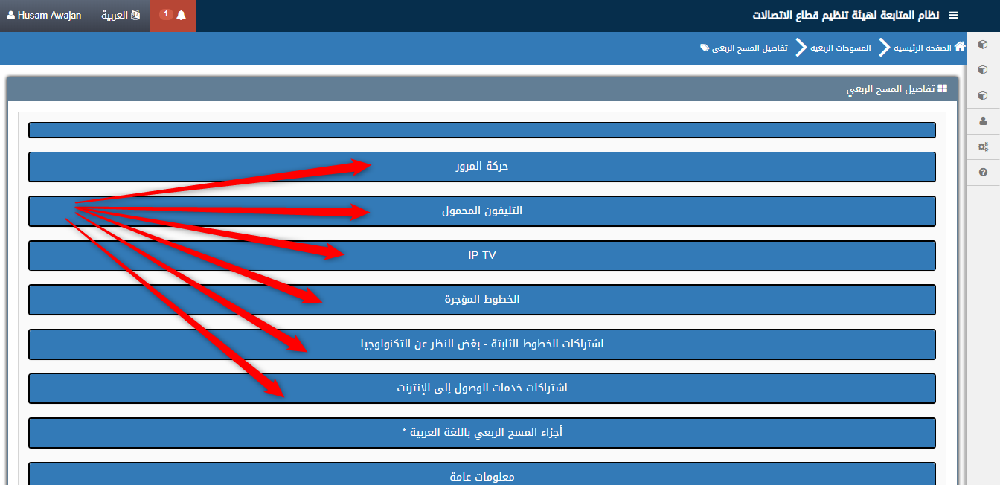 نظام المتابعة لهيئة تنظيم قطاع الاتصالات
1
العربية
Husam Awajan
الصفحة الرئيسية
المسوحات الربعية
تفاصيل المسح الربعي
تفاصيل المسح الربعي
حركة المرور
التليفون المحمول
IP TV
الخطوط المؤجرة
اشتراكات الخطوط الثابتة - بغض النظر عن التكنولوجيا
اشتراكات خدمات الوصول إلى الإنترنت
أجزاء المسح الربعي باللغة العربية *
معلومات عامة